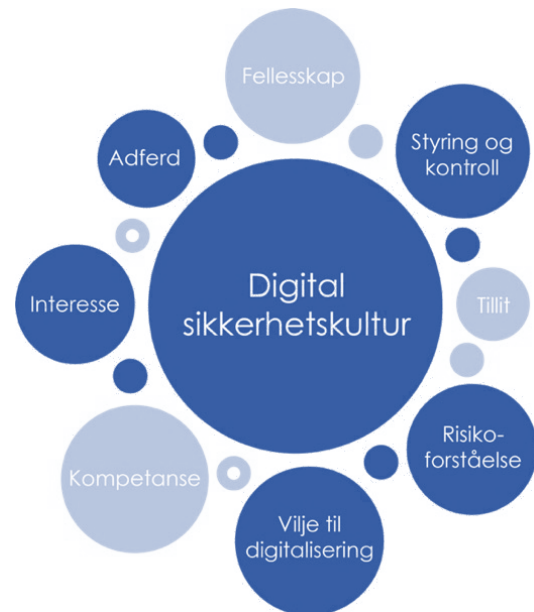 Fellesskap
Styring og
kontroll
Adferd
Digital
sikkerhetskultur
Interesse
Tillit
Risiko-
forståelse
Kompetanse
Vilje til
digitalisering